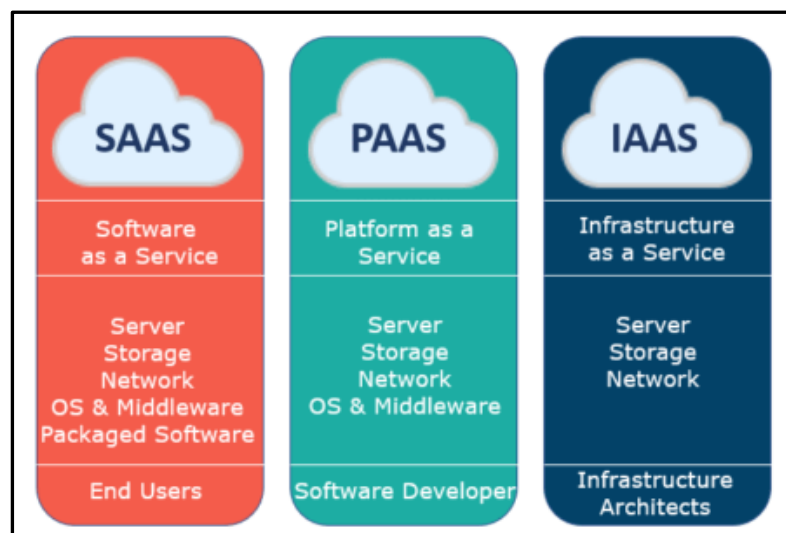 SAAS
Software
as a Service
Server
Storage
Network
OS & Middleware
Packaged Software
End Users
PAAS
Platform as a
Service
Server
Storage
Network
OS & Middleware
Software Developer
IAAS
Infrastructure
as a Service
Server
Storage
Network
Infrastructure
Architects